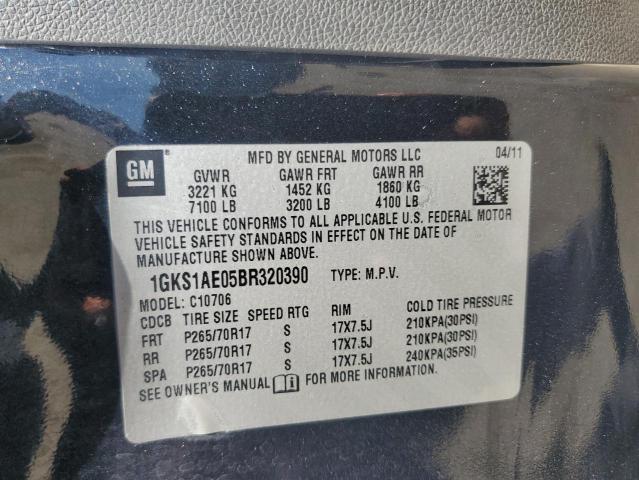 GM
MFD BY GENERAL MOTORS LLC 04/11
GVWR GAWR FRT GAWR RR
3221 KG 1452 KG 1860 KG
7100 LB 3200 LB 4100 LB
THIS VEHICLE CONFORMS TO ALL APPLICABLE U.S. FEDERAL MOTOR
VEHICLE SAFETY STANDARDS IN EFFECT ON THE DATE OF
MANUFACTURE SHOWN ABOVE.
1GKS1AE05BR320390 TYPE: M.P.V.
MODEL: C10706
CDCB TIRE SIZE SPEED RTG RIM COLD TIRE PRESSURE
FRT P265/70R17 S 17X7.5J 210KPA(30PSI)
RR P265/70R17 S 17X7.5J 210KPA(30PSI)
SPA P265/70R17 S 17X7.5J 240KPA(35PSI)
SEE OWNER'S MANUAL FOR MORE INFORMATION.